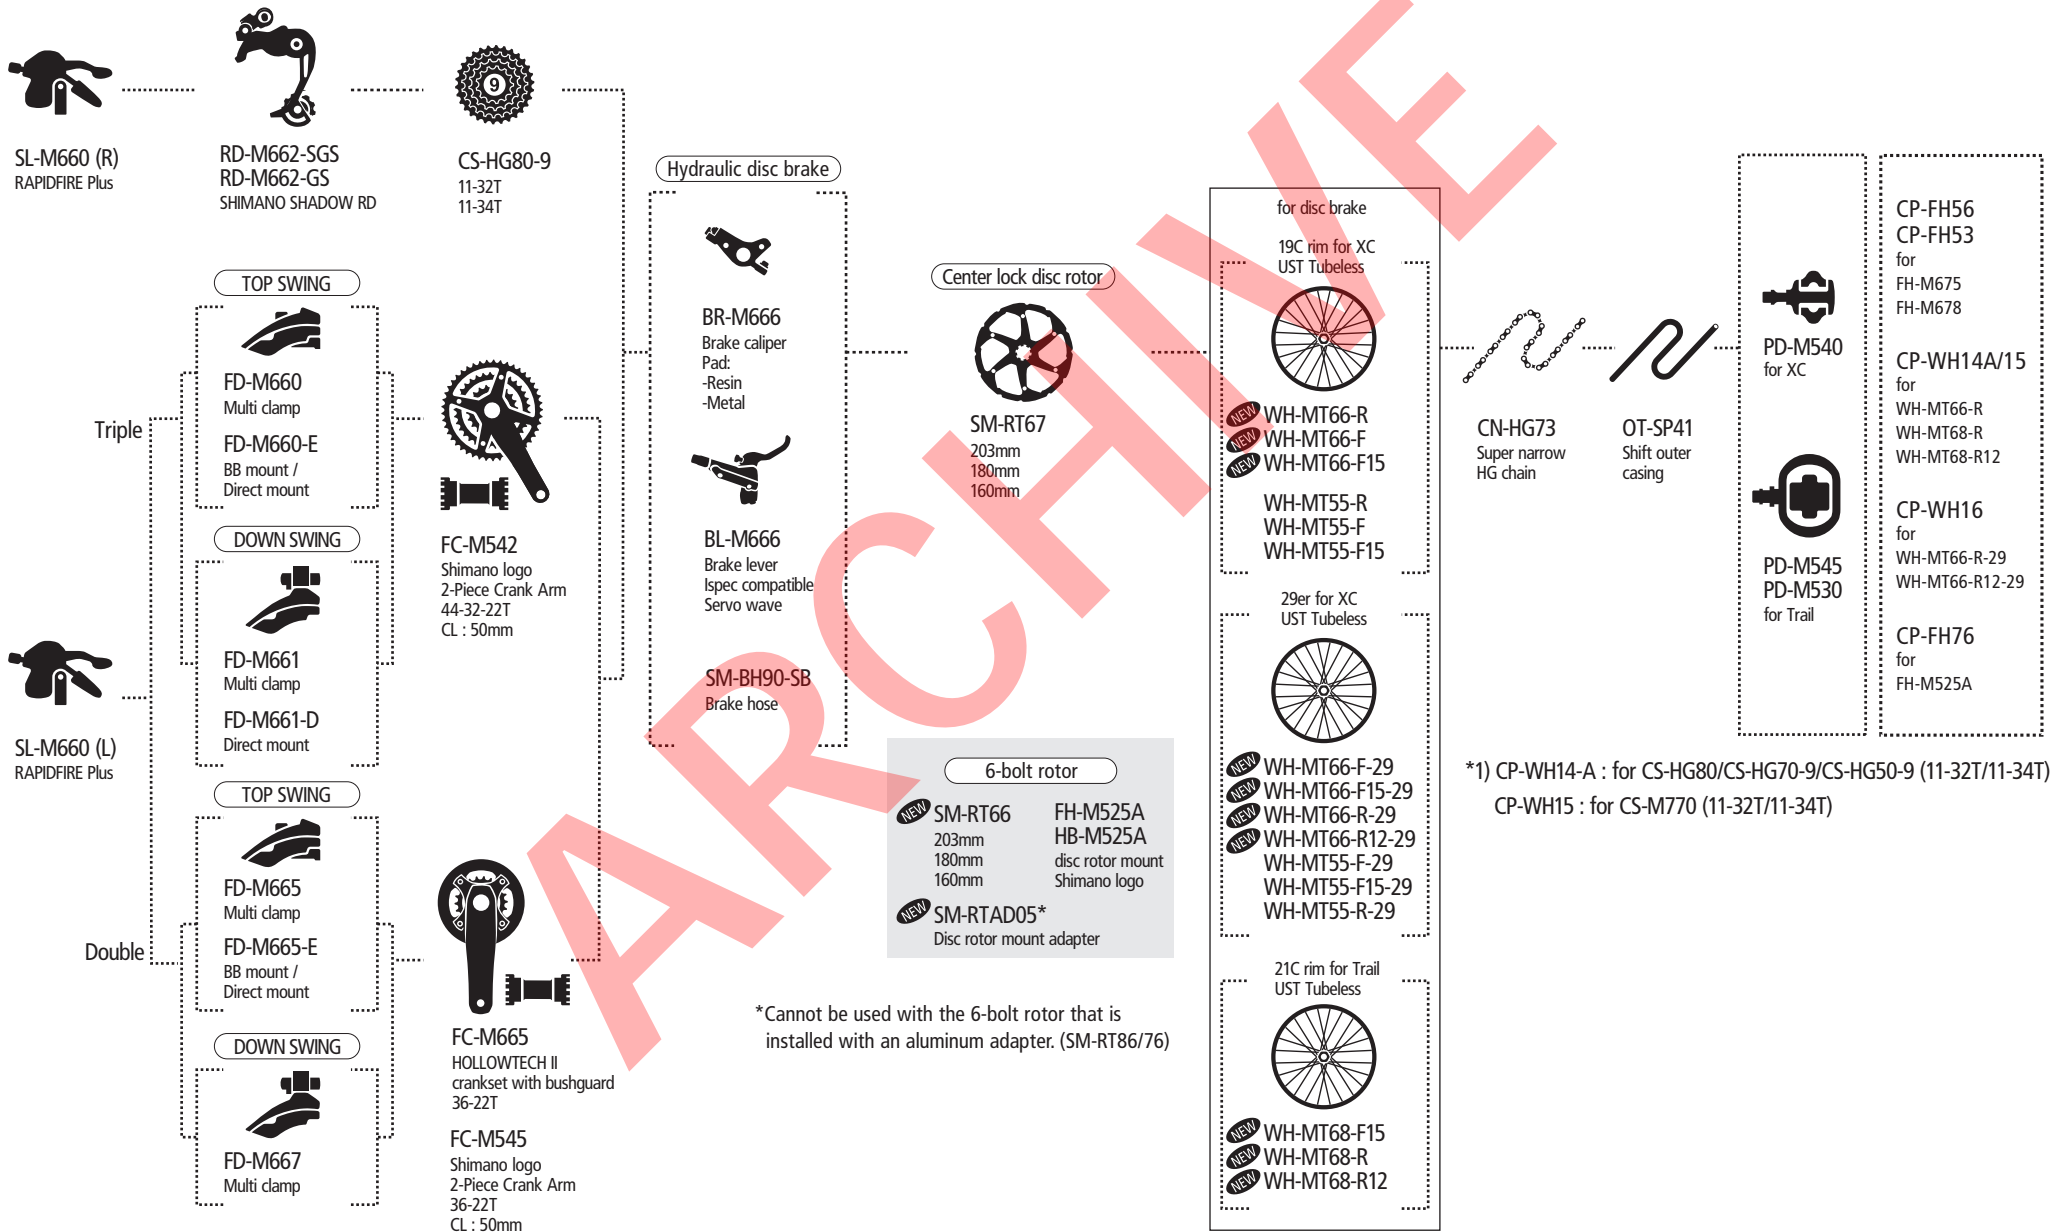 SL-M660 (R)
RAPIDFIRE Plus
RD-M662-SGS
RD-M662-GS
SHIMANO SHADOW RD
9
CS-HG80-9
11-32T
11-34T
Triple
Double
SL-M660 (L)
RAPIDFIRE Plus
TOP SWING
FD-M660
Multi clamp
FD-M660-E
BB mount /
Direct mount
DOWN SWING
FD-M661
Multi clamp
FD-M661-D
Direct mount
TOP SWING
FD-M665
Multi clamp
FD-M665-E
BB mount /
Direct mount
DOWN SWING
FD-M667
Multi clamp
FC-M542
Shimano logo
2-Piece Crank Arm
44-32-22T
CL : 50mm
FC-M665
HOLLOWTECH II
crankset with bushguard
36-22T
FC-M545
Shimano logo
2-Piece Crank Arm
36-22T
CL : 50mm
Hydraulic disc brake
BR-M666
Brake caliper
Pad:
-Resin
-Metal
BL-M666
Brake lever
Ispec compatible
Servo wave
SM-BH90-SB
Brake hose
Center lock disc rotor
SM-RT67
203mm
180mm
160mm
6-bolt rotor
NEW SM-RT66
203mm
180mm
160mm
FH-M525A
HB-M525A
disc rotor mount
Shimano logo
NEW SM-RTAD05*
Disc rotor mount adapter
*Cannot be used with the 6-bolt rotor that is
installed with an aluminum adapter. (SM-RT86/76)
for disc brake
19C rim for XC
UST Tubeless
NEW WH-MT66-R
NEW WH-MT66-F
NEW WH-MT66-F15
WH-MT55-R
WH-MT55-F
WH-MT55-F15
29er for XC
UST Tubeless
NEW WH-MT66-F-29
NEW WH-MT66-F15-29
NEW WH-MT66-R-29
NEW WH-MT66-R12-29
WH-MT55-F-29
WH-MT55-F15-29
WH-MT55-R-29
21C rim for Trail
UST Tubeless
NEW WH-MT68-F15
NEW WH-MT68-R
NEW WH-MT68-R12
CN-HG73
Super narrow
HG chain
OT-SP41
Shift outer
casing
PD-M540
for XC
PD-M545
PD-M530
for Trail
CP-FH56
CP-FH53
for
FH-M675
FH-M678
CP-WH14A/15
for
WH-MT66-R
WH-MT68-R
WH-MT68-R12
CP-WH16
for
WH-MT66-R-29
WH-MT66-R12-29
CP-FH76
for
FH-M525A
*1) CP-WH14-A : for CS-HG80/CS-HG70-9/CS-HG50-9 (11-32T/11-34T)
CP-WH15 : for CS-M770 (11-32T/11-34T)
ARCHIVE